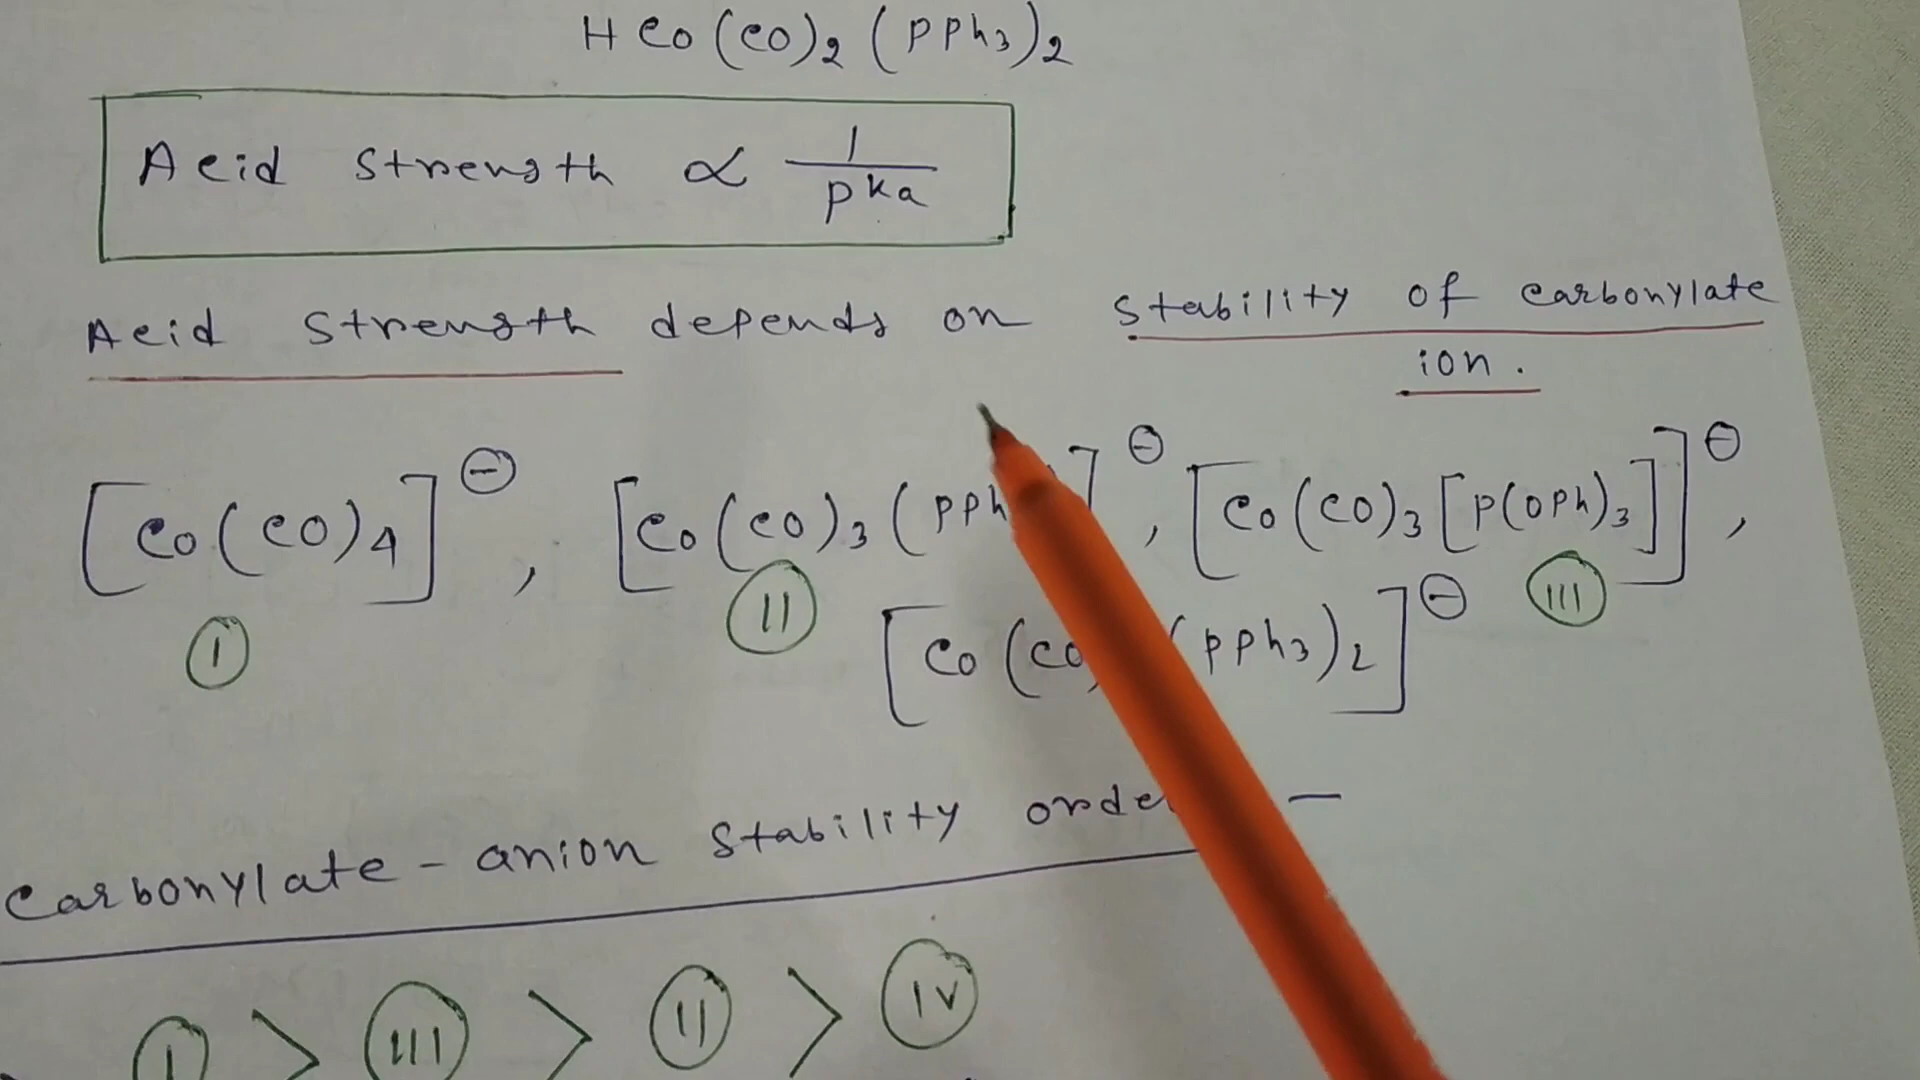 HCo(CO)2(PPh3)2
Acid strength ∝ 1/pKa
Acid strength depends on stability of carbonylate
ion.
[Co(CO)4]⊖, [Co(CO)3(PPh ]⊖, [Co(CO)3[P(OPh)3]]⊖,
I II III
[Co(CO (PPh3)2]⊖
Carbonylate - anion stability orde —
I > III > II > IV